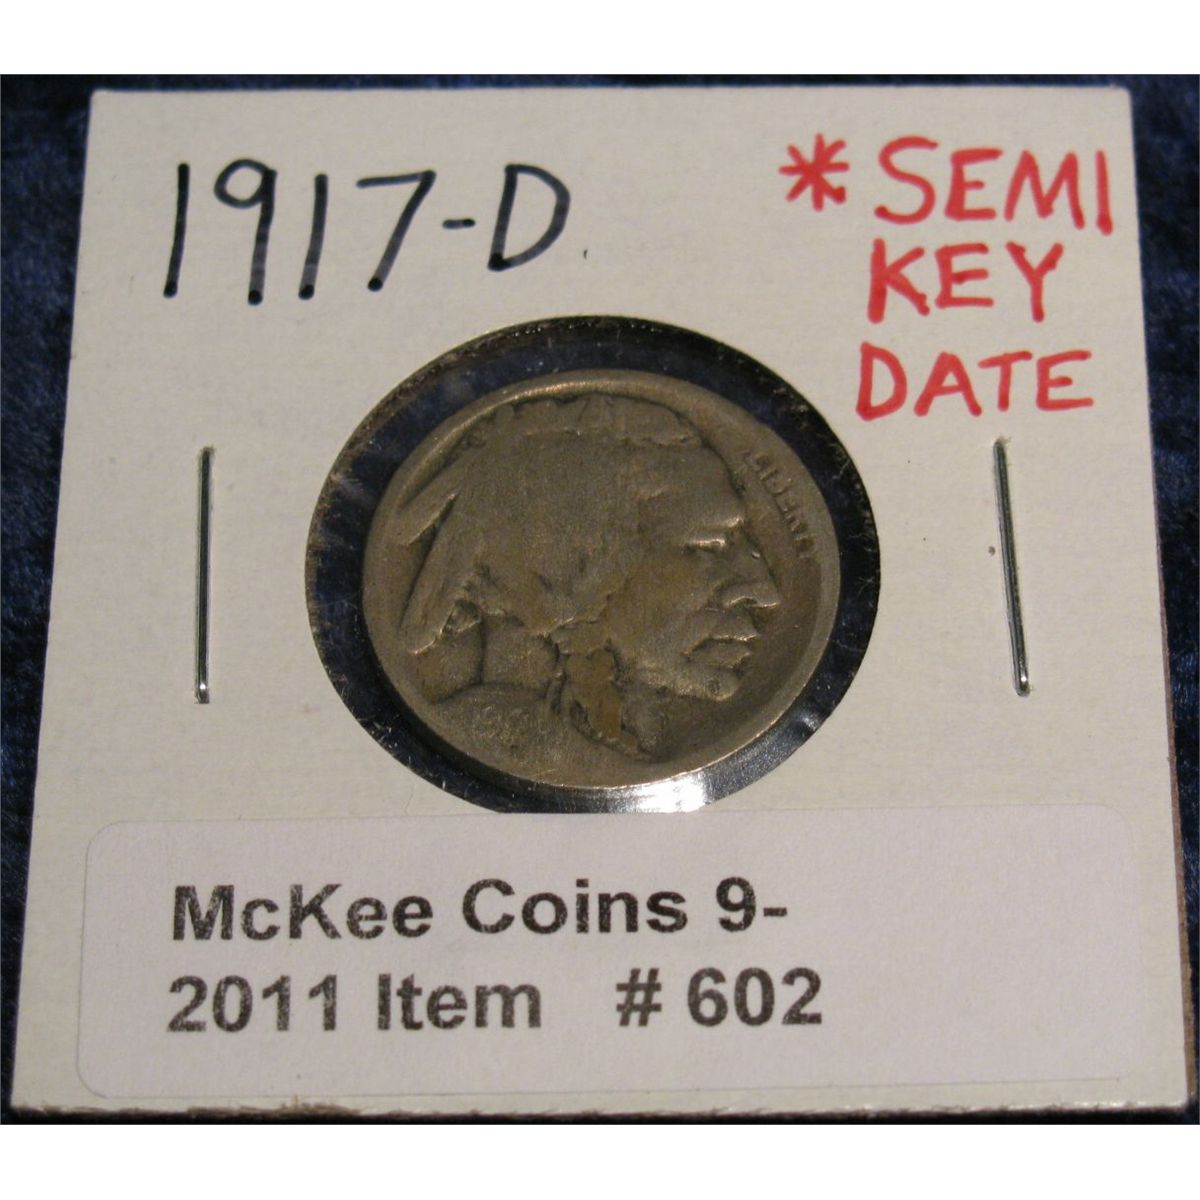 1917-D
*SEMI
KEY
DATE
LIBERTY
McKee Coins 9-
2011 Item # 602